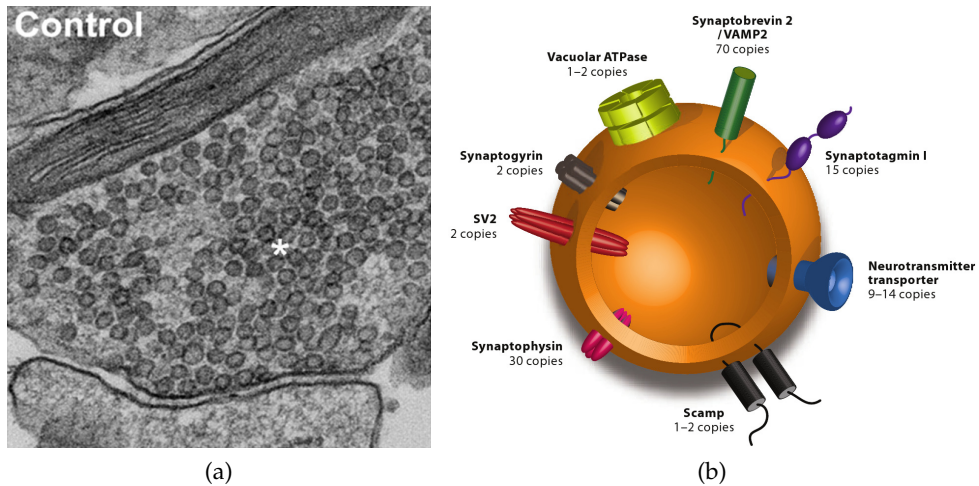 Control
*
Synaptobrevin 2
/VAMP2
70 copies
Vacuolar ATPase
1–2 copies
Synaptotagmin I
15 copies
Synaptogyrin
2 copies
SV2
2 copies
Neurotransmitter
transporter
9–14 copies
Synaptophysin
30 copies
Scamp
1–2 copies
(a)
(b)